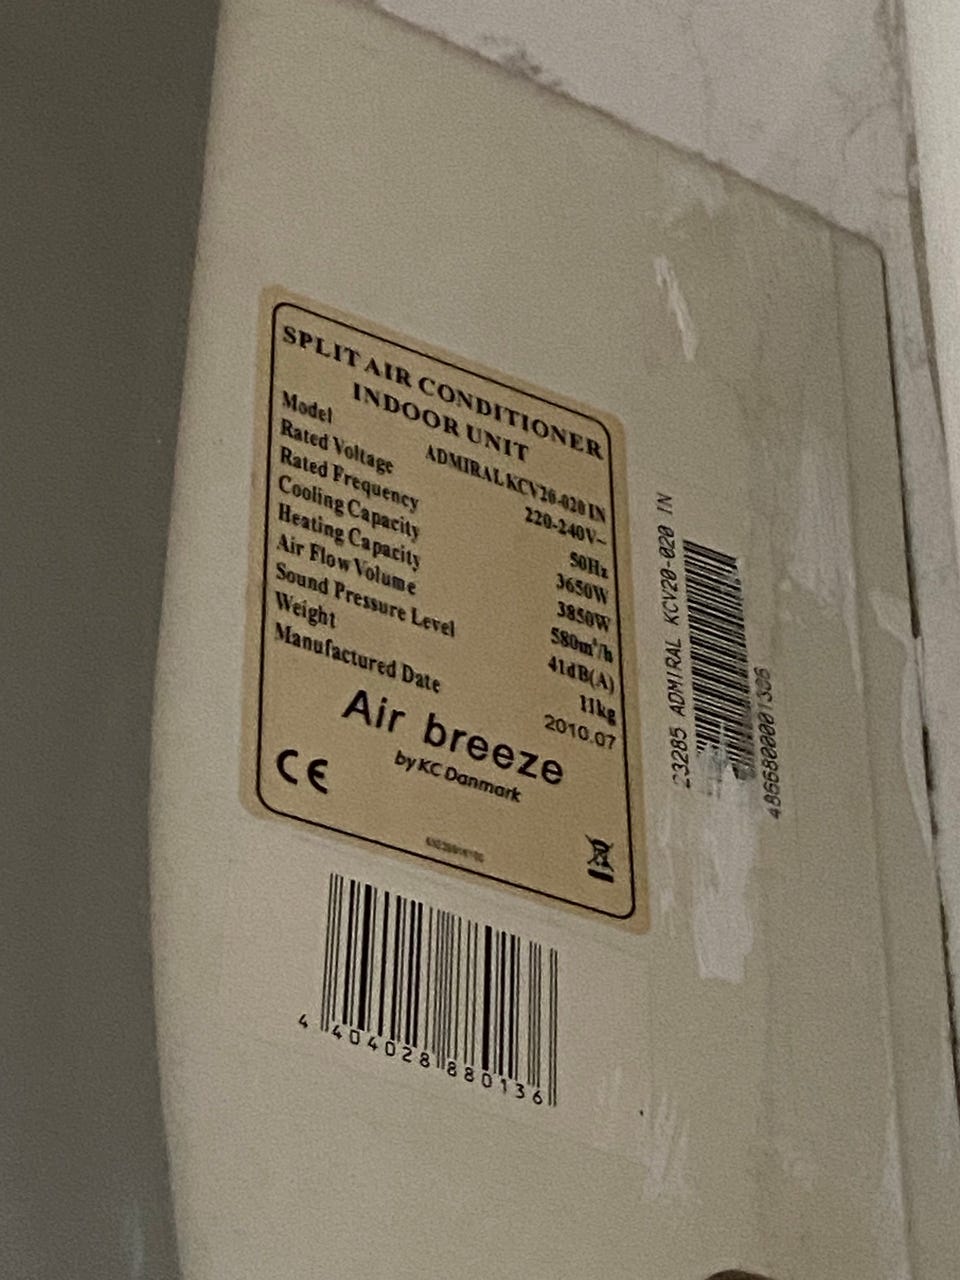 SPLIT AIR CONDITIONER
INDOOR UNIT
Model ADMIRAL KCV20-020 IN
Rated Voltage 220-240V~
Rated Frequency 50Hz
Cooling Capacity 3650W
Heating Capacity 3850W
Air Flow Volume 580m³/h
Sound Pressure Level 41dB(A)
Weight 11kg
Manufactured Date 2010.07
Air breeze
by KC Danmark
CE
4 404028 880136
23285 ADMIRAL KCV20-020 IN